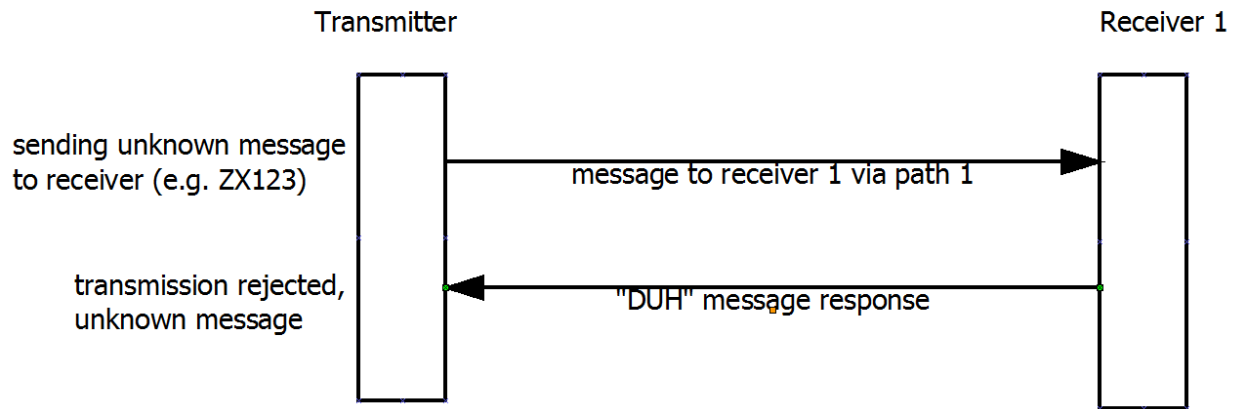 Transmitter
Receiver 1
sending unknown message
to receiver (e.g. ZX123)
message to receiver 1 via path 1
transmission rejected,
unknown message
"DUH" message response